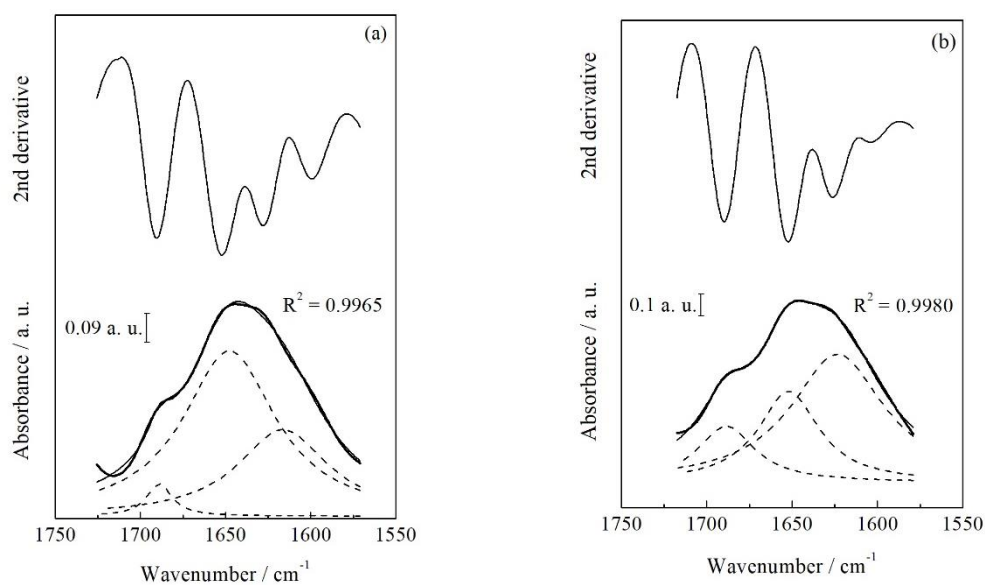 (a)
2nd derivative
Absorbance / a. u.
0.09 a. u.
R² = 0.9965
1750 1700 1650 1600 1550
Wavenumber / cm⁻¹
(b)
2nd derivative
Absorbance / a. u.
0.1 a. u.
R² = 0.9980
1700 1650 1600 1550
Wavenumber / cm⁻¹